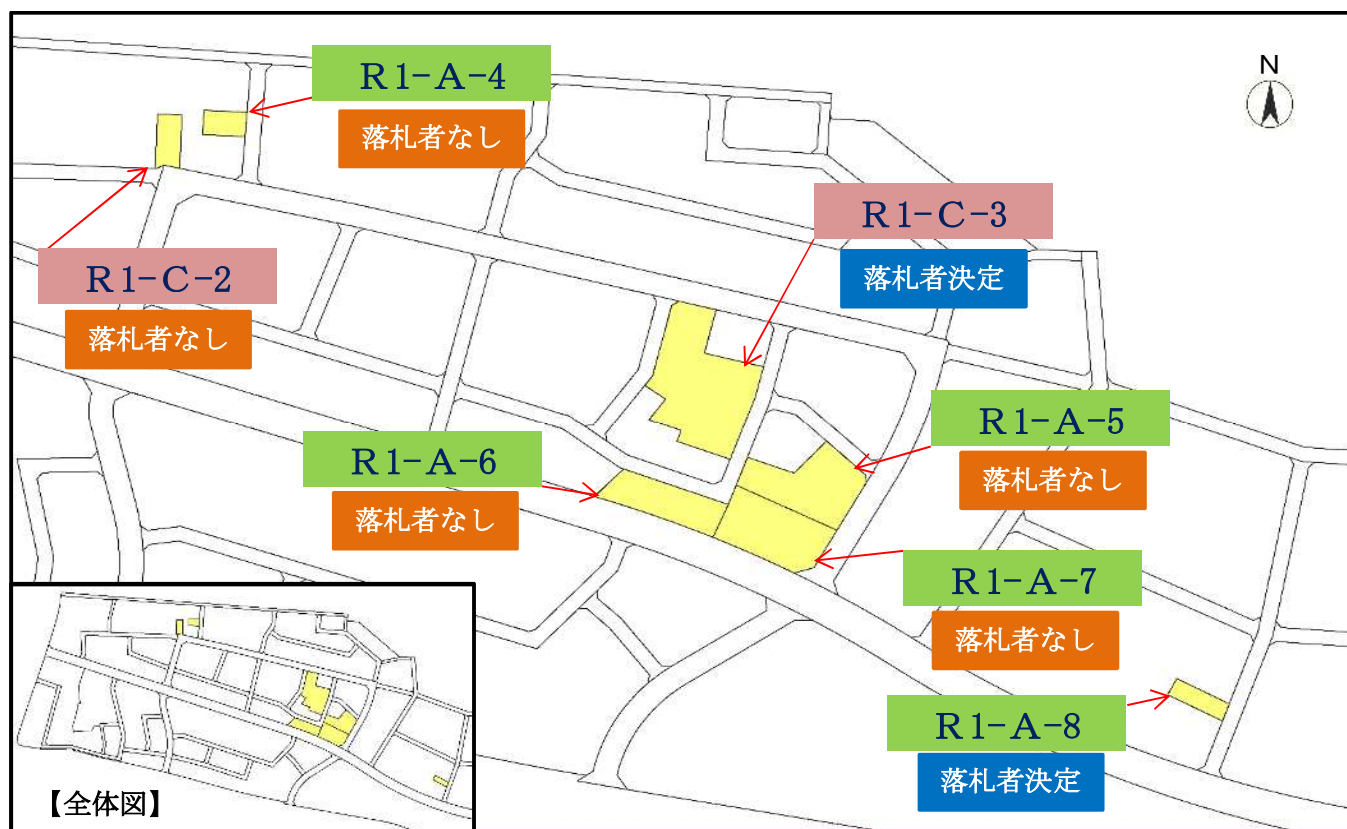 R1-A-4
落札者なし
N
R1-C-3
落札者決定
R1-C-2
落札者なし
R1-A-5
落札者なし
R1-A-6
落札者なし
R1-A-7
落札者なし
R1-A-8
落札者決定
【全体図】